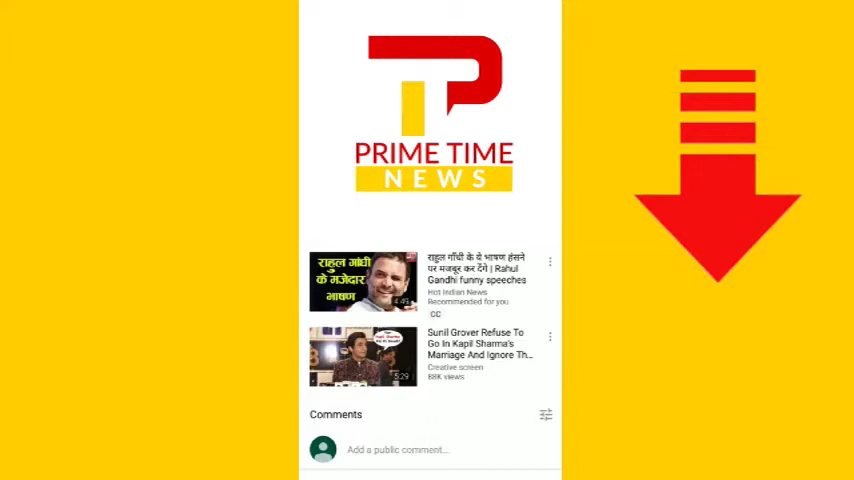 PRIME TIME
NEWS
राहुल गांधी
के मजेदार
भाषण
4:49
राहुल गाँधी के ये भाषण हंसने
पर मजबूर कर देंगे | Rahul
Gandhi funny speeches
Hot Indian News
Recommended for you
CC
5:29
Sunil Grover Refuse To
Go In Kapil Sharma's
Marriage And Ignore Th...
Creative screen
88K views
Comments
Add a public comment...